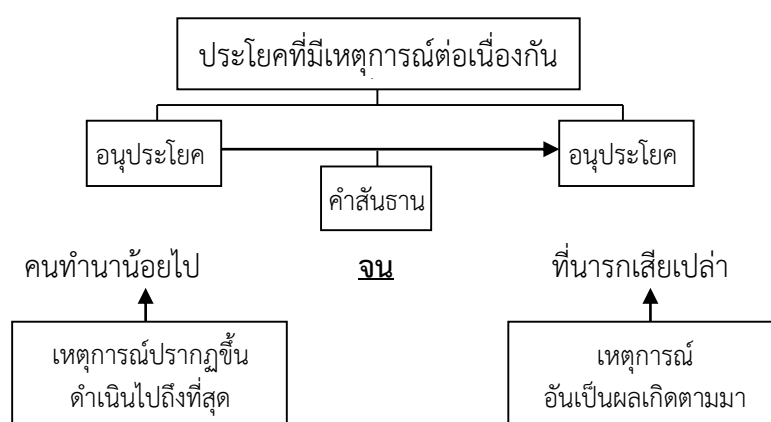 ประโยคที่มีเหตุการณ์ต่อเนื่องกัน
อนุประโยค
อนุประโยค
คำสันธาน
คนทำนาน้อยไป
จน
ที่นารกเสียเปล่า
เหตุการณ์ปรากฏขึ้น
ดำเนินไปถึงที่สุด
เหตุการณ์
อันเป็นผลเกิดตามมา